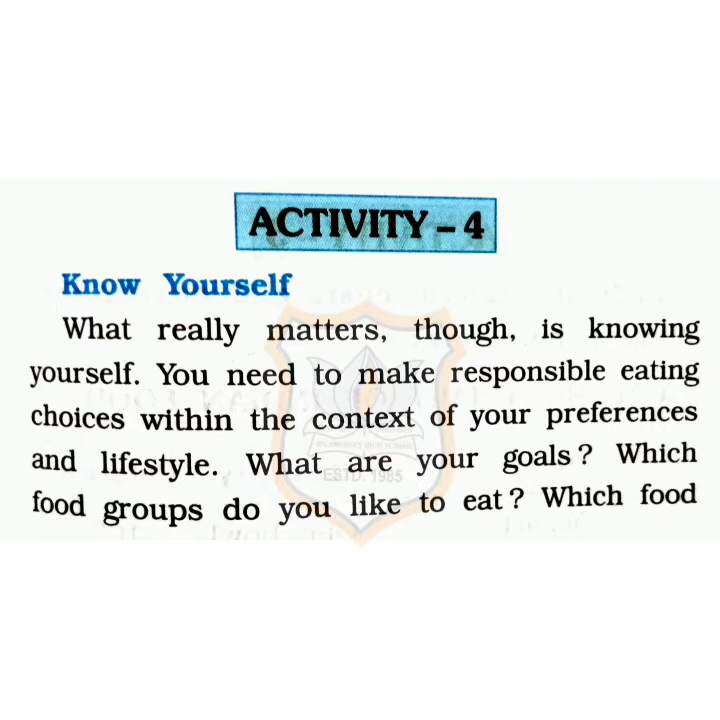 ACTIVITY – 4
Know Yourself
What really matters, though, is knowing
yourself. You need to make responsible eating
choices within the context of your preferences
and lifestyle. What are your goals? Which
ESTD. 1985
food groups do you like to eat? Which food